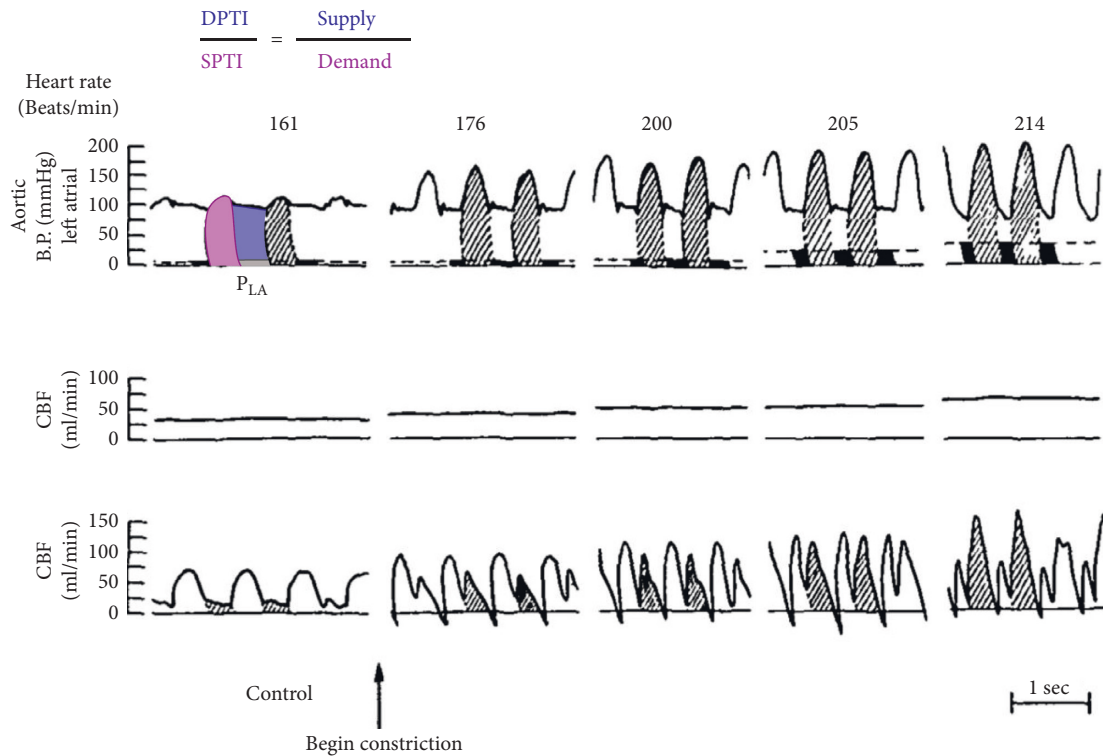 DPTI = Supply
SPTI Demand
Heart rate
(Beats/min)
161 176 200 205 214
Aortic
B.P. (mmHg)
left atrial
200
150
100
50
0
P_LA
CBF
(ml/min)
100
50
0
CBF
(ml/min)
150
100
50
0
Control
Begin constriction
1 sec